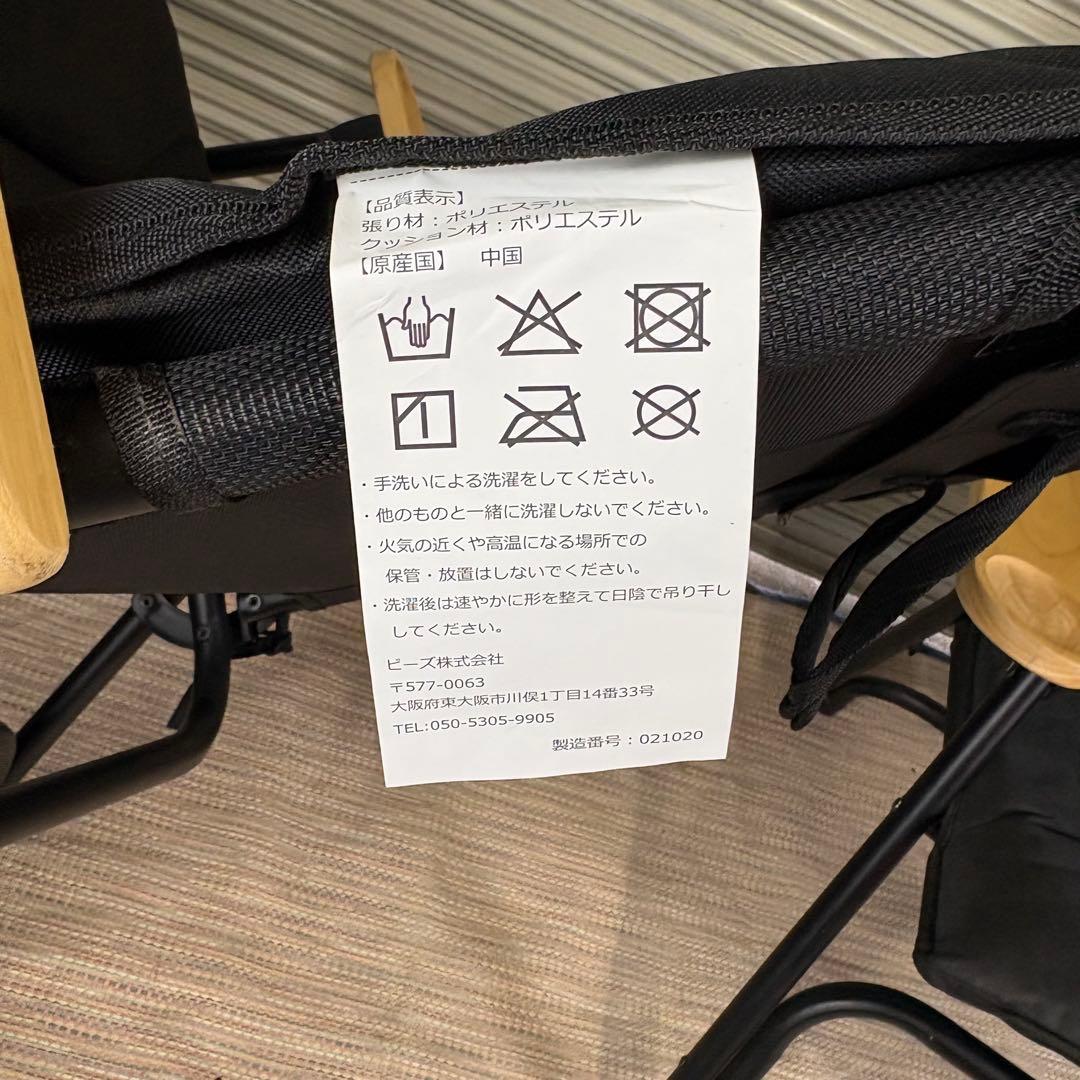 【品質表示】
張り材：ポリエステル
クッション材：ポリエステル
【原産国】 中国
・手洗いによる洗濯をしてください。
・他のものと一緒に洗濯しないでください。
・火気の近くや高温になる場所での
保管・放置はしないでください。
・洗濯後は速やかに形を整えて日陰で吊り干し
してください。
ビーズ株式会社
〒577-0063
大阪府東大阪市川俣1丁目14番33号
TEL:050-5305-9905
製造番号：021020